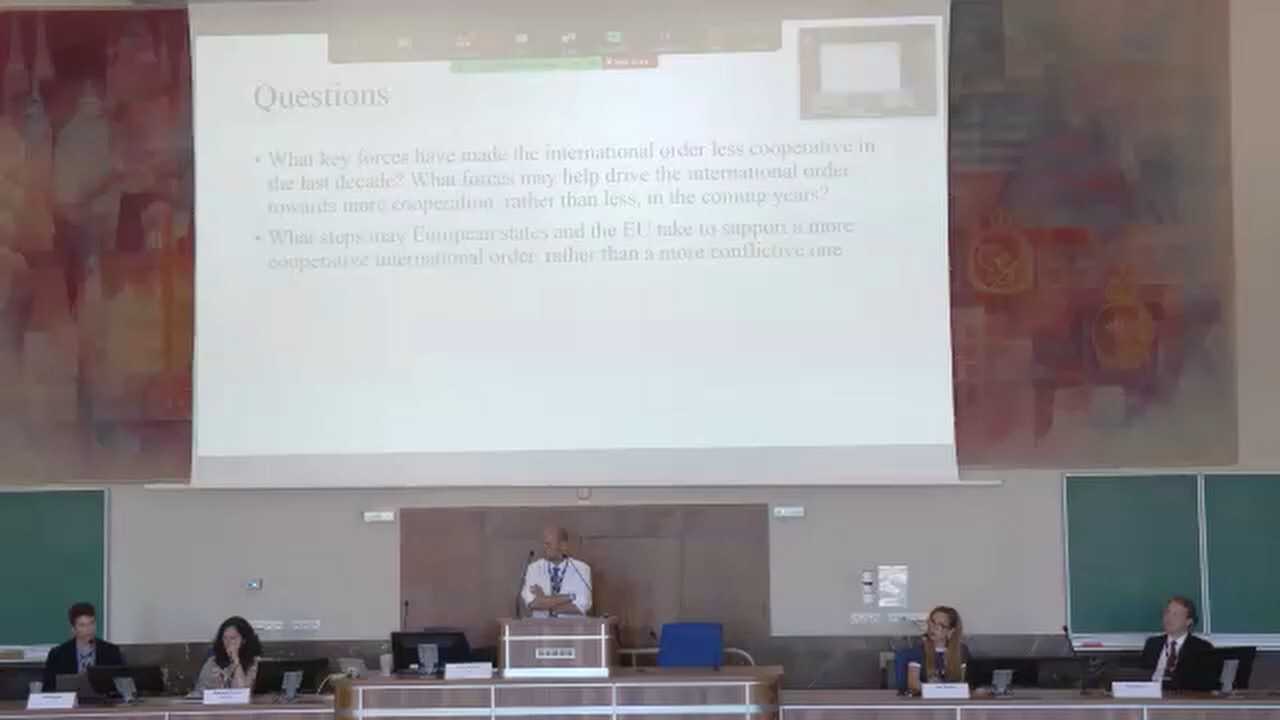 Questions
• What key forces have made the international order less cooperative in
the last decade? What forces may help drive the international order
towards more cooperation, rather than less, in the coming years?
• What steps may European states and the EU take to support a more
cooperative international order, rather than a more conflictive one